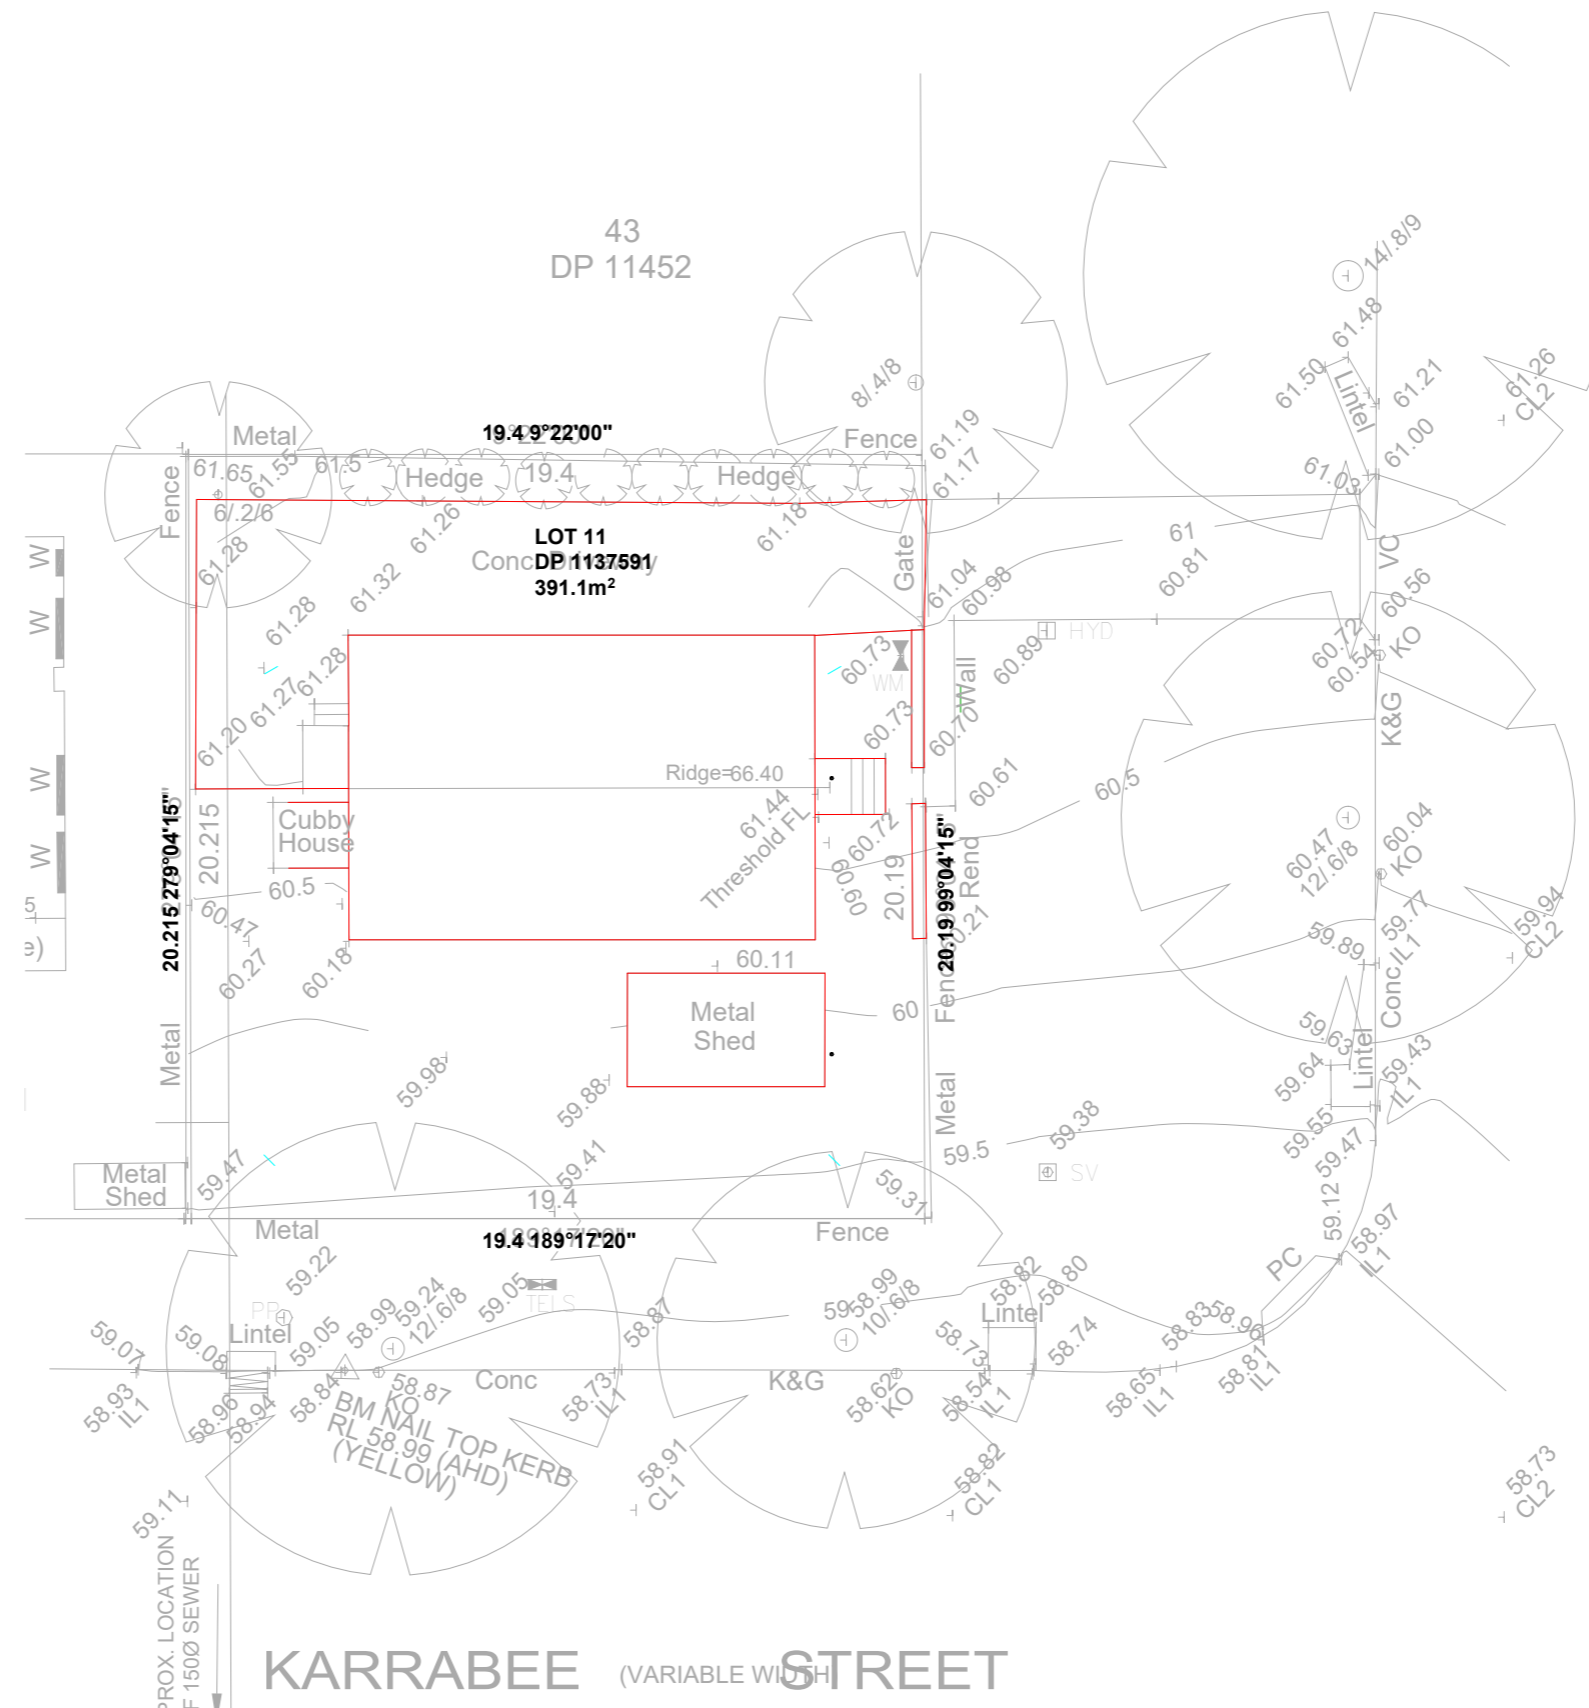 43
DP 11452
14/.8/9
61.48
61.50
Lintel
61.21
61.26
CL2
8/.4/8
61.00
Metal
19.4 9°22'00"
Fence
61.19
61.17
61.03
61.65
61.55
61.5
Hedge
19.4
Hedge
Fence
6/.2/6
61.26
61.18
61
LOT 11
DP 1137591
391.1m²
Conc Driveway
Gate
VC
W
61.28
61.32
61.04
60.98
60.81
60.56
W
61.28
61.28
HYD
60.73
WM
60.89
60.72
60.54
KO
61.27
61.20
Wall
60.73
60.70
K&G
W
Ridge=66.40
60.61
60.5
61.44
Threshold FL
20.215 279°04'15"
20.215
Cubby
House
60.72
20.19 99°04'15"
Rend
60.47
12/.6/8
60.04
KO
W
60.60
20.19
60.5
60.47
60.21
59.94
CL2
5
e)
60.27
60.18
60.11
59.89
59.77
IL1
Metal
Shed
60
Fence
Conc
Metal
59.98
59.88
59.63
Lintel
59.64
59.43
IL1
Metal
59.38
59.55
59.47
Metal
Shed
59.47
59.41
59.5
SV
19.4
59.31
59.12
Metal
19.4 189°17'20"
Fence
58.97
IL1
59.22
PC
PP
59.24
12/.6/8
59.05
TELS
59
58.99
10/.6/8
58.82
58.80
Lintel
Lintel
59.07
59.08
59.05
58.99
58.87
58.73
58.74
58.83
58.96
58.81
IL1
Conc
K&G
58.93
IL1
58.96
58.94
58.84
58.87
KO
58.73
IL1
58.62
KO
58.54
IL1
58.65
IL1
BM NAIL TOP KERB
RL 58.99 (AHD)
(YELLOW)
58.91
CL1
58.82
CL1
58.73
CL2
59.11
PROX. LOCATION
F 150Ø SEWER
KARRABEE (VARIABLE WIDTH) STREET